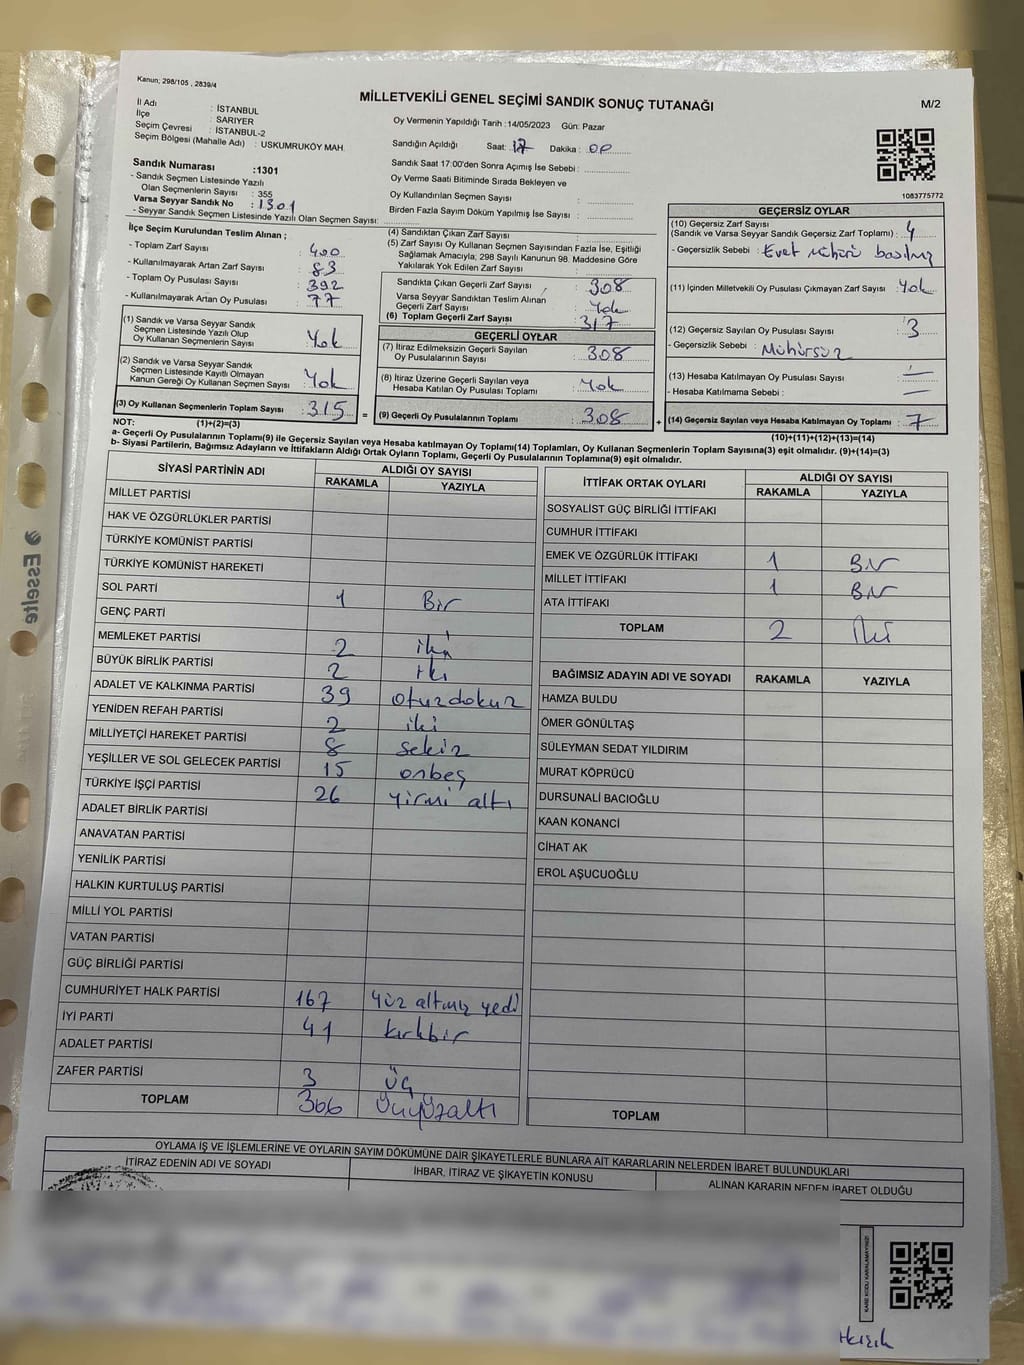 Kanun; 298/105 , 2839/4
MİLLETVEKİLİ GENEL SEÇİMİ SANDIK SONUÇ TUTANAĞI
M/2
İl Adı : İSTANBUL
İlçe : SARIYER
Seçim Çevresi : İSTANBUL-2
Seçim Bölgesi (Mahalle Adı) : USKUMRUKÖY MAH.
Oy Vermenin Yapıldığı Tarih :14/05/2023 Gün: Pazar
Sandığın Açıldığı Saat: 17 Dakika:
Sandık Saat 17:00'den Sonra Açımış İse Sebebi :
Oy Verme Saati Bitiminde Sırada Bekleyen ve
Oy Kullandırılan Seçmen Sayısı :
Birden Fazla Sayım Döküm Yapılmış İse Sayısı :
1083775772
Sandık Numarası :1301
- Sandık Seçmen Listesinde Yazılı
Olan Seçmenlerin Sayısı : 355
Varsa Seyyar Sandık No : 1301
- Seyyar Sandık Seçmen Listesinde Yazılı Olan Seçmen Sayısı:
İlçe Seçim Kurulundan Teslim Alınan ;
- Toplam Zarf Sayısı : 400
- Kullanılmayarak Artan Zarf Sayısı : 83
- Toplam Oy Pusulası Sayısı : 392
- Kullanılmayarak Artan Oy Pusulası : 77
(1) Sandık ve Varsa Seyyar Sandık
Seçmen Listesinde Yazılı Olup
Oy Kullanan Seçmenlerin Sayısı : Yok
(2) Sandık ve Varsa Seyyar Sandık
Seçmen Listesinde Kayıtlı Olmayan
Kanun Gereği Oy Kullanan Seçmen Sayısı : Yok
(3) Oy Kullanan Seçmenlerin Toplam Sayısı : 315 =
(4) Sandıktan Çıkan Zarf Sayısı :
(5) Zarf Sayısı Oy Kullanan Seçmen Sayısından Fazla İse, Eşitliği
Sağlamak Amacıyla; 298 Sayılı Kanunun 98. Maddesine Göre
Yakılarak Yok Edilen Zarf Sayısı :
Sandıkta Çıkan Geçerli Zarf Sayısı : 308
Varsa Seyyar Sandıktan Teslim Alınan
Geçerli Zarf Sayısı : Yok
(6) Toplam Geçerli Zarf Sayısı : 317
GEÇERLİ OYLAR
(7) İtiraz Edilmeksizin Geçerli Sayılan
Oy Pusulalarının Sayısı : 308
(8) İtiraz Üzerine Geçerli Sayılan veya
Hesaba Katılan Oy Pusulası Toplamı : Yok
(9) Geçerli Oy Pusulalarının Toplamı : 308 +
GEÇERSİZ OYLAR
(10) Geçersiz Zarf Sayısı
(Sandık ve Varsa Seyyar Sandık Geçersiz Zarf Toplamı) : 4
- Geçersizlik Sebebi : Evet mühürü basılmış
(11) İçinden Milletvekili Oy Pusulası Çıkmayan Zarf Sayısı : Yok
(12) Geçersiz Sayılan Oy Pusulası Sayısı : 3
- Geçersizlik Sebebi : Mühürsüz
(13) Hesaba Katılmayan Oy Pusulası Sayısı : —
- Hesaba Katılmama Sebebi : —
(14) Geçersiz Sayılan veya Hesaba Katılmayan Oy Toplamı : 7
NOT: (1)+(2)=(3)
(10)+(11)+(12)+(13)=(14)
a- Geçerli Oy Pusulalarının Toplamı(9) ile Geçersiz Sayılan veya Hesaba katılmayan Oy Toplamı(14) Toplamları, Oy Kullanan Seçmenlerin Toplam Sayısına(3) eşit olmalıdır. (9)+(14)=(3)
b- Siyasi Partilerin, Bağımsız Adayların ve İttifakların Aldığı Ortak Oyların Toplamı, Geçerli Oy Pusulalarının Toplamına(9) eşit olmalıdır.
SİYASİ PARTİNİN ADI
ALDIĞI OY SAYISI
RAKAMLA YAZIYLA
MİLLET PARTİSİ
HAK VE ÖZGÜRLÜKLER PARTİSİ
TÜRKİYE KOMÜNİST PARTİSİ
TÜRKİYE KOMÜNİST HAREKETİ
SOL PARTİ 1 Bir
GENÇ PARTİ
MEMLEKET PARTİSİ 2 iki
BÜYÜK BİRLİK PARTİSİ 2 iki
ADALET VE KALKINMA PARTİSİ 39 otuzdokuz
YENİDEN REFAH PARTİSİ 2 iki
MİLLİYETÇİ HAREKET PARTİSİ 8 sekiz
YEŞİLLER VE SOL GELECEK PARTİSİ 15 onbeş
TÜRKİYE İŞÇİ PARTİSİ 26 yirmi altı
ADALET BİRLİK PARTİSİ
ANAVATAN PARTİSİ
YENİLİK PARTİSİ
HALKIN KURTULUŞ PARTİSİ
MİLLİ YOL PARTİSİ
VATAN PARTİSİ
GÜÇ BİRLİĞİ PARTİSİ
CUMHURİYET HALK PARTİSİ 167 Yüz altmış yedi
İYİ PARTİ 41 kırkbir
ADALET PARTİSİ
ZAFER PARTİSİ 3 Üç
TOPLAM 306 Üçyüzaltı
İTTİFAK ORTAK OYLARI
ALDIĞI OY SAYISI
RAKAMLA YAZIYLA
SOSYALİST GÜÇ BİRLİĞİ İTTİFAKI
CUMHUR İTTİFAKI
EMEK VE ÖZGÜRLÜK İTTİFAKI 1 Bir
MİLLET İTTİFAKI 1 Bir
ATA İTTİFAKI
TOPLAM 2 İki
BAĞIMSIZ ADAYIN ADI VE SOYADI RAKAMLA YAZIYLA
HAMZA BULDU
ÖMER GÖNÜLTAŞ
SÜLEYMAN SEDAT YILDIRIM
MURAT KÖPRÜCÜ
DURSUNALİ BACIOĞLU
KAAN KONANCİ
CİHAT AK
EROL AŞUCUOĞLU
TOPLAM
OYLAMA İŞ VE İŞLEMLERİNE VE OYLARIN SAYIM DÖKÜMÜNE DAİR ŞİKAYETLERLE BUNLARA AİT KARARLARIN NELERDEN İBARET BULUNDUKLARI
İTİRAZ EDENİN ADI VE SOYADI
İHBAR, İTİRAZ VE ŞİKAYETİN KONUSU
ALINAN KARARIN NEDEN İBARET OLDUĞU
KARE KODU KARALAMAYINIZ!
Esselte